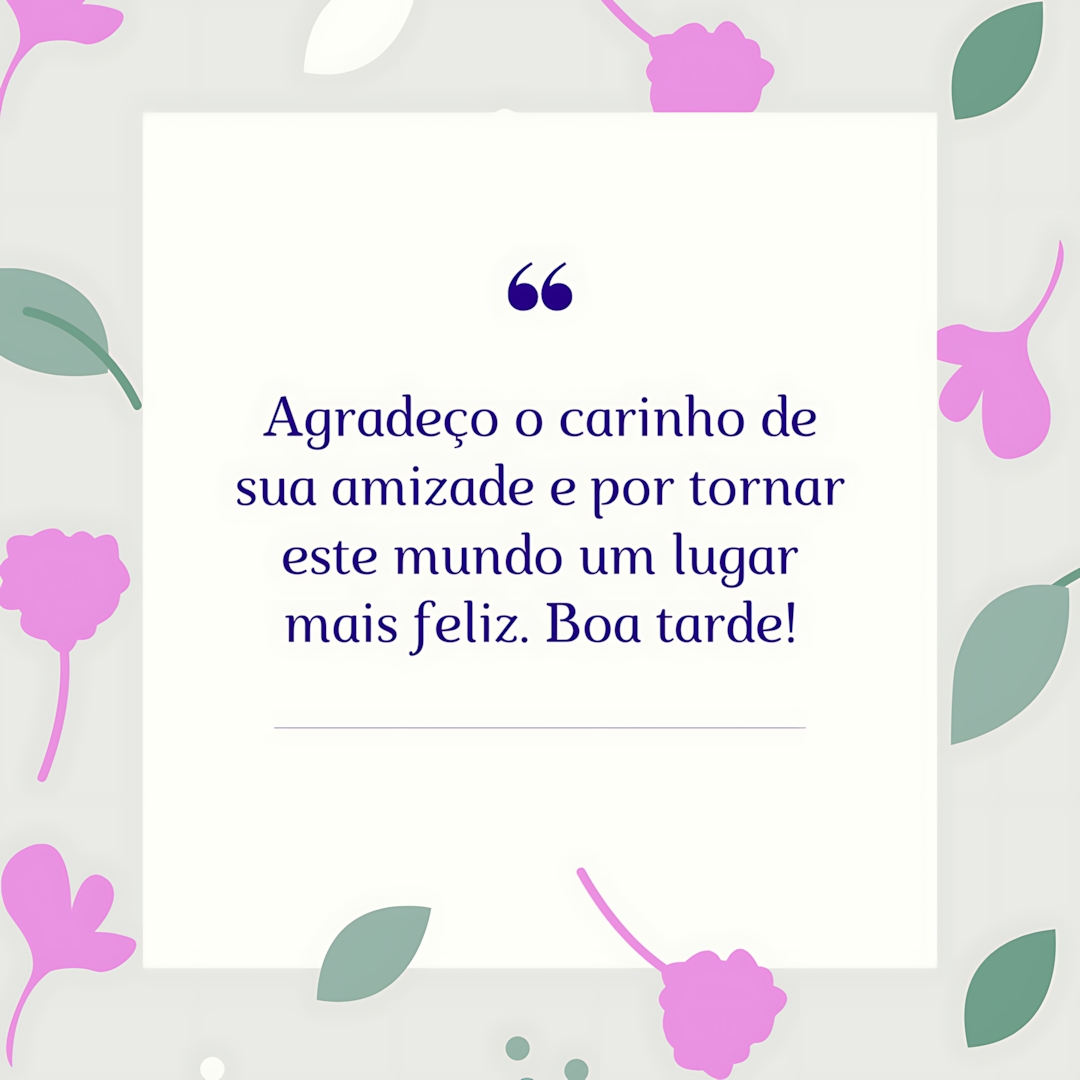 ❝
Agradeço o carinho de
sua amizade e por tornar
este mundo um lugar
mais feliz. Boa tarde!